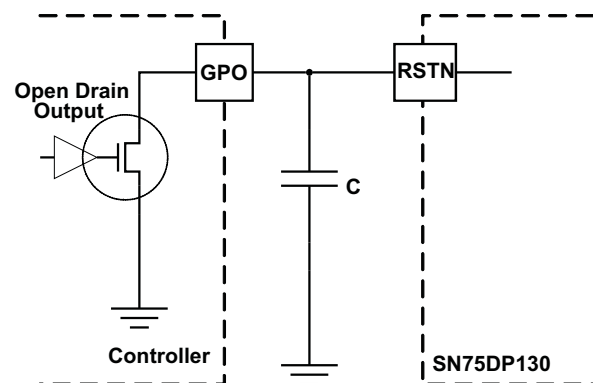 GPO
RSTN
Open Drain
Output
C
Controller
SN75DP130